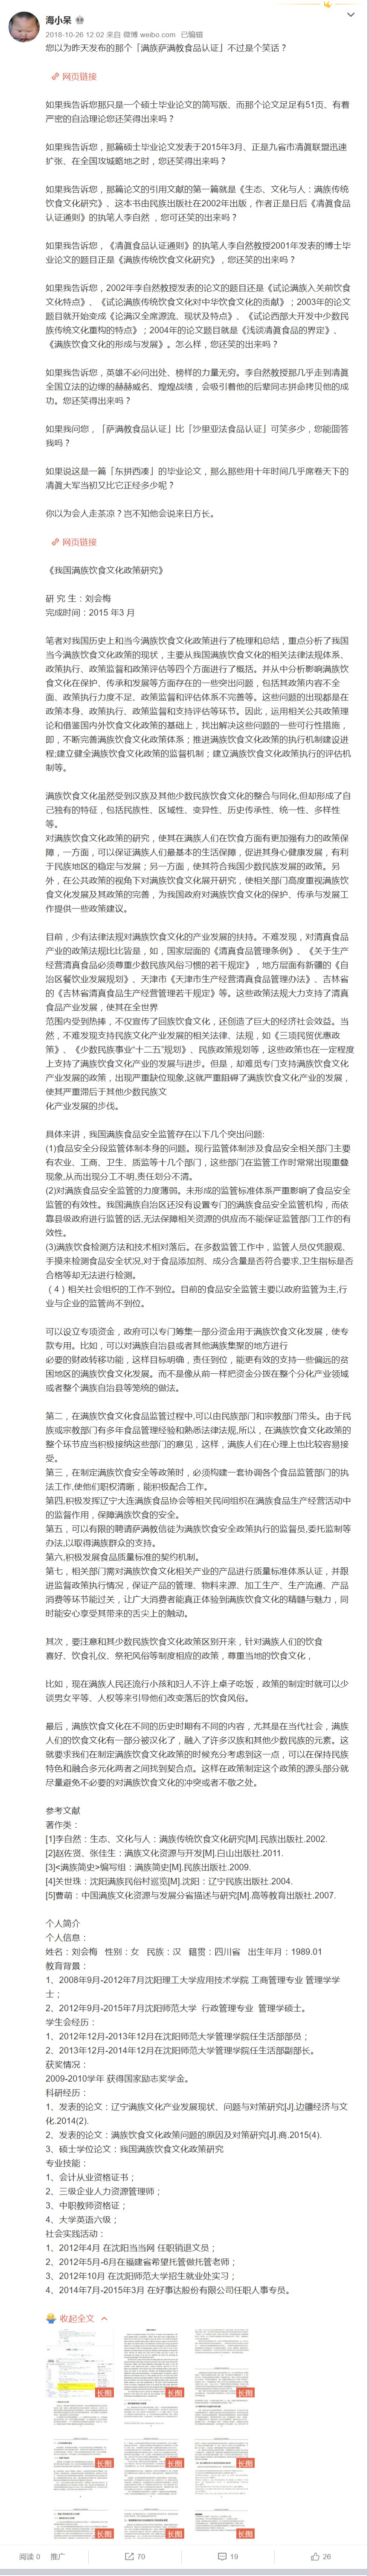 海小呆
2018-10-26 12:02 来自 微博 weibo.com 已编辑
您以为昨天发布的那个「满族萨满教食品认证」不过是个笑话？
网页链接
如果我告诉您那只是一个硕士毕业论文的简写版、而那个论文足足有51页、有着
严密的自洽理论您还笑得出来吗？
如果我告诉您，那篇硕士毕业论文发表于2015年3月、正是九省市清真联盟迅速
扩张、在全国攻城略地之时，您还笑得出来吗？
如果我告诉您，那篇论文的引用文献的第一篇就是《生态、文化与人：满族传统
饮食文化研究》、这本书由民族出版社在2002年出版，作者正是日后《清真食品
认证通则》的执笔人李自然 ，您可还笑的出来吗？
如果我告诉您，《清真食品认证通则》的执笔人李自然教授2001年发表的博士毕
业论文的题目正是《满族传统饮食文化研究》，您还笑的出来吗？
如果我告诉您，2002年李自然教授发表的论文的题目还是《试论满族入关前饮食
文化特点》、《试论满族传统饮食文化对中华饮食文化的贡献》；2003年的论文
题目就开始变成《论满汉全席源流、现状及特点》、《试论西部大开发中少数民
族传统文化重构的特点》；2004年的论文题目就是《浅谈清真食品的界定》、
《满族饮食文化的形成与发展》。怎么样，您还笑的出来吗？
如果我告诉您，英雄不必问出处、榜样的力量无穷。李自然教授那几乎走到清真
全国立法的边缘的赫赫威名、煌煌战绩，会吸引着他的后辈同志拼命拷贝他的成
功。您还笑得出来吗？
如果我问您，「萨满教食品认证」比「沙里亚法食品认证」可笑多少，您能回答
我吗？
如果说这是一篇「东拼西凑」的毕业论文，那么那些用十年时间几乎席卷天下的
清真大军当初又比它正经多少呢？
你以为会人走茶凉？岂不知他会说来日方长。
网页链接
《我国满族饮食文化政策研究》
研 究 生：刘会梅
完成时间：2015 年3 月
笔者对我国历史上和当今满族饮食文化政策进行了梳理和总结，重点分析了我国
当今满族饮食文化政策的现状，主要从我国满族饮食文化的相关法律法规体系、
政策执行、政策监督和政策评估等四个方面进行了概括。并从中分析影响满族饮
食文化在保护、传承和发展等方面存在的一些突出问题，包括其政策内容不全
面、政策执行力度不足、政策监督和评估体系不完善等。这些问题的出现都是在
政策本身、政策执行、政策监督和支持评估等环节。因此，运用相关公共政策理
论和借鉴国内外饮食文化政策的基础上，找出解决这些问题的一些可行性措施，
即，不断完善满族饮食文化政策体系；推进满族饮食文化政策的执行机制建设进
程;建立健全满族饮食文化政策的监督机制；建立满族饮食文化政策执行的评估机
制等。
满族饮食文化虽然受到汉族及其他少数民族饮食文化的整合与同化,但却形成了自
己独有的特征，包括民族性、区域性、变异性、历史传承性、统一性、多样性
等。
对满族饮食文化政策的研究，使其在满族人们在饮食方面有更加强有力的政策保
障，一方面，可以保证满族人们最基本的生活保障，促进其身心健康发展，有利
于民族地区的稳定与发展；另一方面，使其符合我国少数民族发展的政策。另
外，在公共政策的视角下对满族饮食文化展开研究，使相关部门高度重视满族饮
食文化发展及其政策的完善，为我国政府对满族饮食文化的保护、传承与发展工
作提供一些政策建议。
目前，少有法律法规对满族饮食文化的产业发展的扶持。不难发现，对清真食品
产业的政策法规比比皆是，如，国家层面的《清真食品管理条例》、《关于生产
经营清真食品必须尊重少数民族风俗习惯的若干规定》，地方层面有新疆的《自
治区餐饮业发展规划》、天津市《天津市生产经营清真食品管理办法》、吉林省
的《吉林省清真食品生产经营管理若干规定》等。这些政策法规大力支持了清真
食品产业发展，使其在全世界
范围内受到热捧，不仅宣传了回族饮食文化，还创造了巨大的经济社会效益。当
然，不难发现支持民族文化产业发展的相关法律、法规，如《三项民贸优惠政
策》、《少数民族事业“十二五”规划》、民族政策规划等，这些政策也在一定程度
上支持了满族饮食文化产业的发展与进步。但是，却难觅专门支持满族饮食文化
产业发展的政策，出现严重缺位现象,这就严重阻碍了满族饮食文化产业的发展，
使其严重滞后于其他少数民族文
化产业发展的步伐。
具体来讲，我国满族食品安全监管存在以下几个突出问题:
(1)食品安全分段监管体制本身的问题。现行监管体制涉及食品安全相关部门主要
有农业、工商、卫生、质监等十几个部门，这些部门在监管工作时常常出现重叠
现象,从而出现分工不明,责任划分不清。
(2)对满族食品安全监管的力度薄弱。未形成的监管标准体系严重影响了食品安全
监管的有效性。我国满族自治区还没有设置专门的满族食品安全监管机构，而依
靠县级政府进行监管的话,无法保障相关资源的供应而不能保证监管部门工作的有
效性。
(3)满族饮食检测方法和技术相对落后。在多数监管工作中，监管人员仅凭眼观、
手摸来检测食品安全状况,对于食品添加剂、成分含量是否符合要求,卫生指标是否
合格等却无法进行检测。
（4）相关社会组织的工作不到位。目前的食品安全监管主要以政府监管为主,行
业与企业的监管尚不到位。
可以设立专项资金，政府可以专门筹集一部分资金用于满族饮食文化发展，使专
款专用。比如，可以对满族自治县或者其他满族集聚的地方进行
必要的财政转移功能，这样目标明确，责任到位，能更有效的支持一些偏远的贫
困地区的满族饮食文化发展。而不是像从前一样把资金分拨在整个分化产业领域
或者整个满族自治县等笼统的做法。
第二，在满族饮食文化食品监管过程中,可以由民族部门和宗教部门带头。由于民
族或宗教部门有多年食品管理经验和熟悉法律法规,所以，在满族饮食文化政策的
整个环节应当积极接纳这些部门的意见，这样，满族人们在心理上也比较容易接
受。
第三，在制定满族饮食安全等政策时，必须构建一套协调各个食品监管部门的执
法工作,使他们职权清晰，能积极配合工作。
第四,积极发挥辽宁大连满族食品协会等相关民间组织在满族食品生产经营活动中
的监督作用，保障满族饮食的安全。
第五，可以有限的聘请萨满教信徒为满族饮食安全政策执行的监督员,委托监制等
办法,以取得满族群众的支持。
第六,积极发展食品质量标准的契约机制。
第七，相关部门需对满族饮食文化相关产业的产品进行质量标准体系认证，并跟
进监督政策执行情况，保证产品的管理、物料来源、加工生产、生产流通、产品
消费等环节能过关，让广大消费者能真正体验到满族饮食文化的精髓与魅力，同
时能安心享受其带来的舌尖上的触动。
其次，要注意和其少数民族饮食文化政策区别开来，针对满族人们的饮食
喜好、饮食礼仪、祭祀风俗等制度相应的政策，尊重当地的饮食文化，
比如，现在满族人民还流行小孩和妇人不许上桌子吃饭，政策的制定时就可以少
谈男女平等、人权等来引导他们改变落后的饮食风俗。
最后，满族饮食文化在不同的历史时期有不同的内容，尤其是在当代社会，满族
人们的饮食文化有一部分被汉化了，融入了许多汉族和其他少数民族的元素。这
就要求我们在制定满族饮食文化政策的时候充分考虑到这一点，可以在保持民族
特色和融合多元化两者之间找到契合点。这样在政策制定这个政策的源头部分就
尽量避免不必要的对满族饮食文化的冲突或者不敬之处。
参考文献
著作类：
[1]李自然：生态、文化与人：满族传统饮食文化研究[M].民族出版社.2002.
[2]赵佐贤、张佳生：满族文化资源与开发[M].白山出版社.2011.
[3]<满族简史>编写组：满族简史[M].民族出版社.2009.
[4]关世珠：沈阳满族民俗村巡览[M].沈阳：辽宁民族出版社.2004.
[5]曹萌：中国满族文化资源与发展分省描述与研究[M].高等教育出版社.2007.
个人简介
个人信息：
姓名：刘会梅 性别：女 民族：汉 籍贯：四川省 出生年月：1989.01
教育背景：
1、2008年9月-2012年7月沈阳理工大学应用技术学院 工商管理专业 管理学学
士；
2、2012年9月-2015年7月沈阳师范大学 行政管理专业 管理学硕士。
学生会经历：
1、2012年12月-2013年12月在沈阳师范大学管理学院任生活部部员；
2、2013年12月-2014年12月在沈阳师范大学管理学院任生活部副部长。
获奖情况：
2009-2010学年 获得国家励志奖学金。
科研经历：
1、发表的论文：辽宁满族文化产业发展现状、问题与对策研究[J].边疆经济与文
化.2014(2).
2、发表的论文：满族饮食文化政策问题的原因及对策研究[J].商.2015(4).
3、硕士学位论文：我国满族饮食文化政策研究
专业技能：
1、会计从业资格证书；
2、三级企业人力资源管理师；
3、中职教师资格证；
4、大学英语六级；
社会实践活动：
1、2012年4月 在沈阳当当网 任职销退文员；
2、2012年5月-6月在福建省希望托管做托管老师；
3、2012年10月 在沈阳师范大学招生就业处实习；
4、2014年7月-2015年3月 在好事达股份有限公司任职人事专员。
收起全文
长图
长图
长图
长图
长图
长图
长图
长图
长图
阅读 0 推广
70
19
26